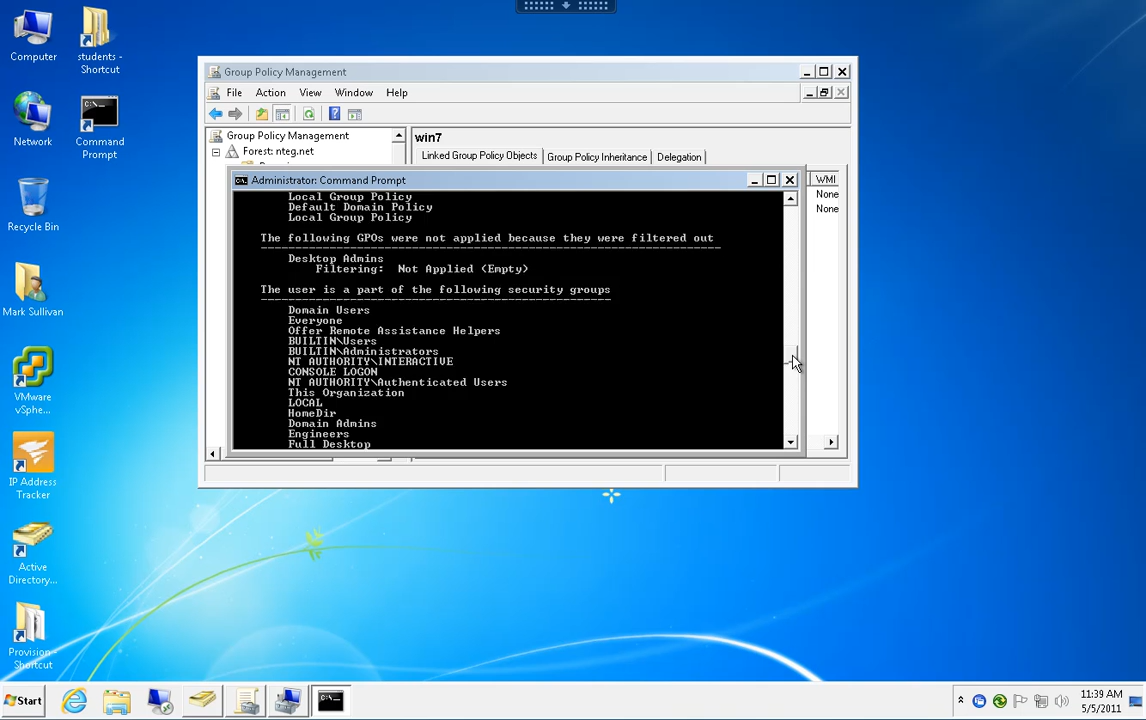 Computer
students -
Shortcut
Network
Command
Prompt
Recycle Bin
Mark Sullivan
VMware
vSphe...
IP Address
Tracker
Active
Directory...
Provision -
Shortcut
Group Policy Management
File Action View Window Help
Group Policy Management
Forest: nteg.net
win7
Linked Group Policy Objects Group Policy Inheritance Delegation
WMI
None
None
Administrator: Command Prompt
Local Group Policy
Default Domain Policy
Local Group Policy
The following GPOs were not applied because they were filtered out
Desktop Admins
Filtering: Not Applied (Empty)
The user is a part of the following security groups
Domain Users
Everyone
Offer Remote Assistance Helpers
BUILTIN\Users
BUILTIN\Administrators
NT AUTHORITY\INTERACTIVE
CONSOLE LOGON
NT AUTHORITY\Authenticated Users
This Organization
LOCAL
HomeDir
Domain Admins
Engineers
Full Desktop
Start
11:39 AM
5/5/2011